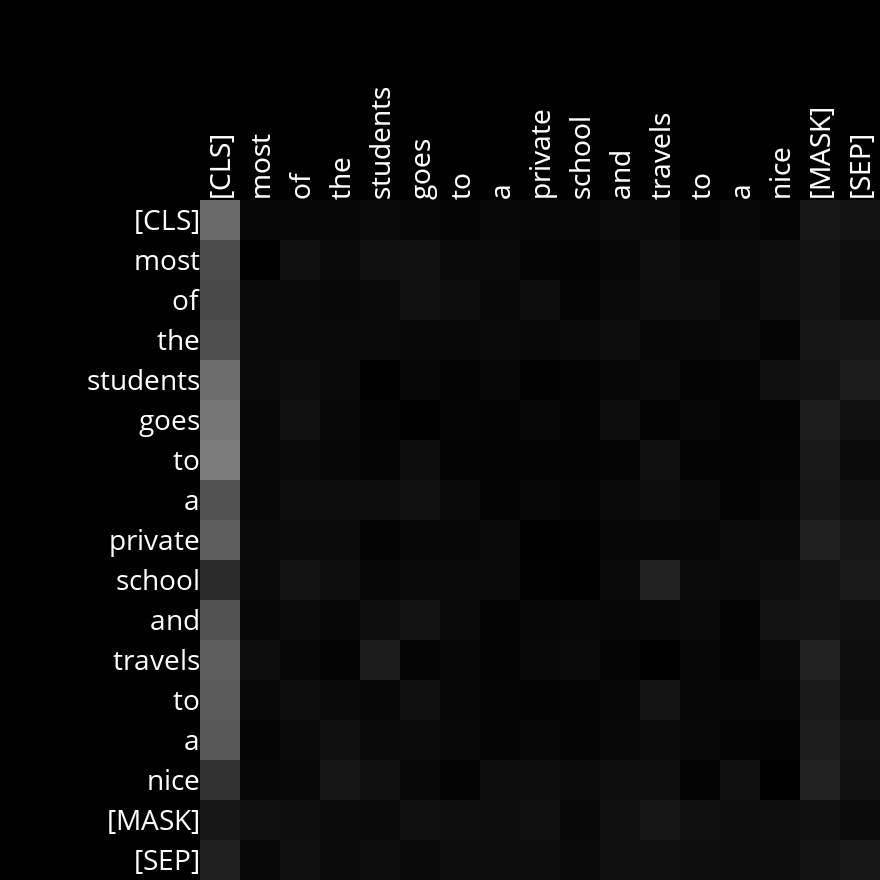 [CLS]
most
of
the
students
goes
to
a
private
school
and
travels
to
a
nice
[MASK]
[SEP]
[CLS]
most
of
the
students
goes
to
a
private
school
and
travels
to
a
nice
[MASK]
[SEP]